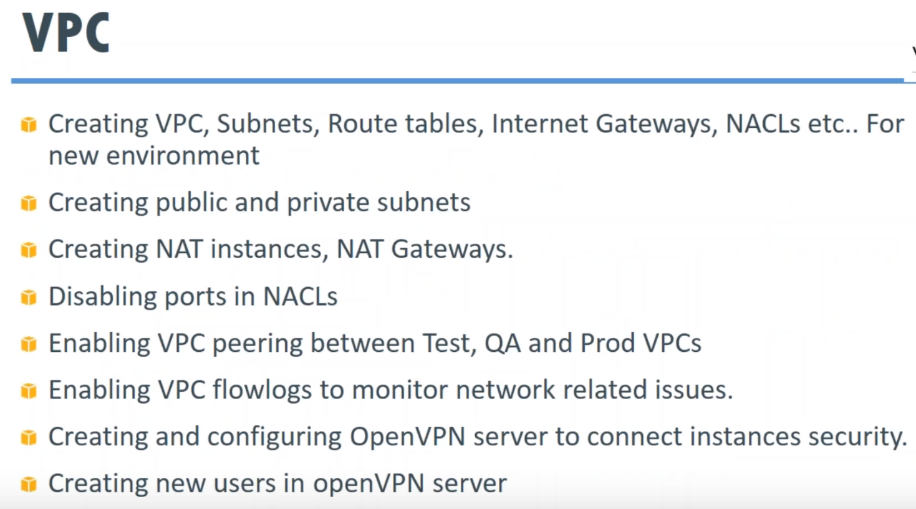 VPC
Creating VPC, Subnets, Route tables, Internet Gateways, NACLs etc.. For
new environment
Creating public and private subnets
Creating NAT instances, NAT Gateways.
Disabling ports in NACLs
Enabling VPC peering between Test, QA and Prod VPCs
Enabling VPC flowlogs to monitor network related issues.
Creating and configuring OpenVPN server to connect instances security.
Creating new users in openVPN server